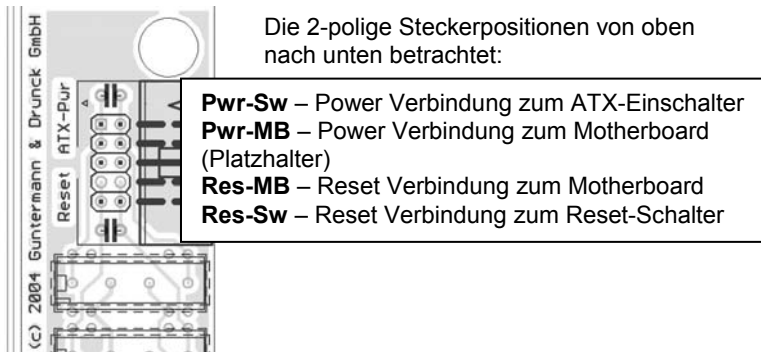 Die 2-polige Steckerpositionen von oben
nach unten betrachtet:
Pwr-Sw – Power Verbindung zum ATX-Einschalter
Pwr-MB – Power Verbindung zum Motherboard
(Platzhalter)
Res-MB – Reset Verbindung zum Motherboard
Res-Sw – Reset Verbindung zum Reset-Schalter
(c) 2004 Guntermann & Drunck GmbH
Reset
ATX-Pwr